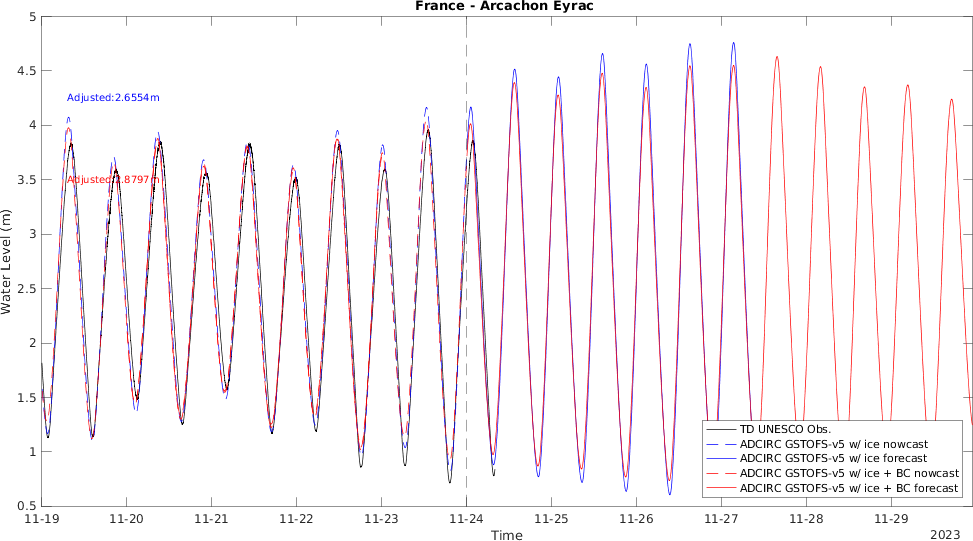 France - Arcachon Eyrac
5
4.5
4
3.5
3
2.5
2
1.5
1
0.5
Water Level (m)
Adjusted:2.6554m
Adjusted:2.8797m
11-19
11-20
11-21
11-22
11-23
11-24
11-25
11-26
11-27
11-28
11-29
Time
2023
TD UNESCO Obs.
ADCIRC GSTOFS-v5 w/ ice nowcast
ADCIRC GSTOFS-v5 w/ ice forecast
ADCIRC GSTOFS-v5 w/ ice + BC nowcast
ADCIRC GSTOFS-v5 w/ ice + BC forecast